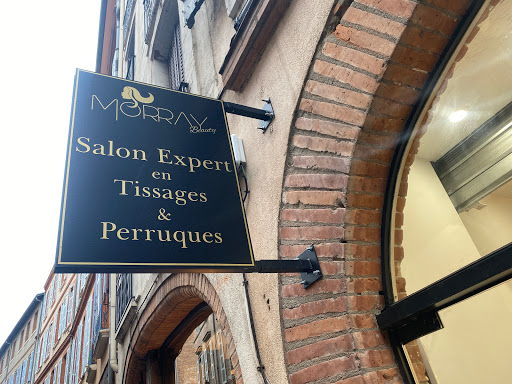 MORRAY
Beauty
Salon Expert
en
Tissages
&
Perruques